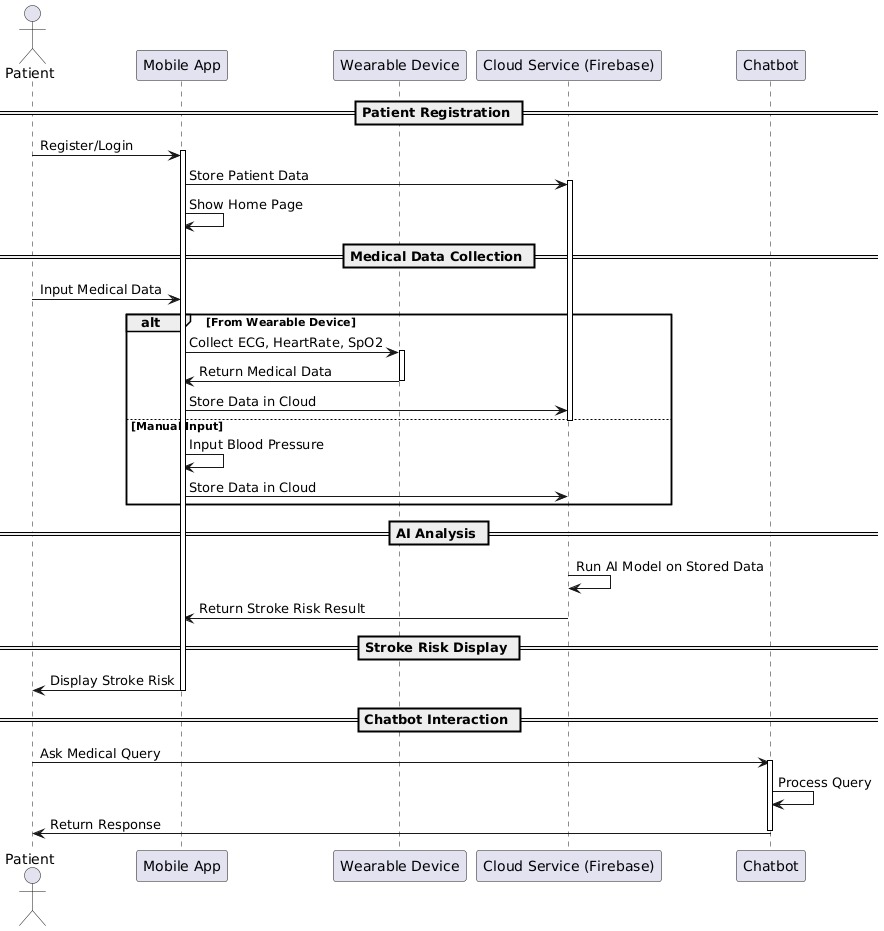 Patient
Mobile App
Wearable Device
Cloud Service (Firebase)
Chatbot
Patient Registration
Register/Login
Store Patient Data
Show Home Page
Medical Data Collection
Input Medical Data
alt
[From Wearable Device]
Collect ECG, HeartRate, SpO2
Return Medical Data
Store Data in Cloud
[Manual Input]
Input Blood Pressure
Store Data in Cloud
AI Analysis
Run AI Model on Stored Data
Return Stroke Risk Result
Stroke Risk Display
Display Stroke Risk
Chatbot Interaction
Ask Medical Query
Process Query
Return Response
Patient
Mobile App
Wearable Device
Cloud Service (Firebase)
Chatbot